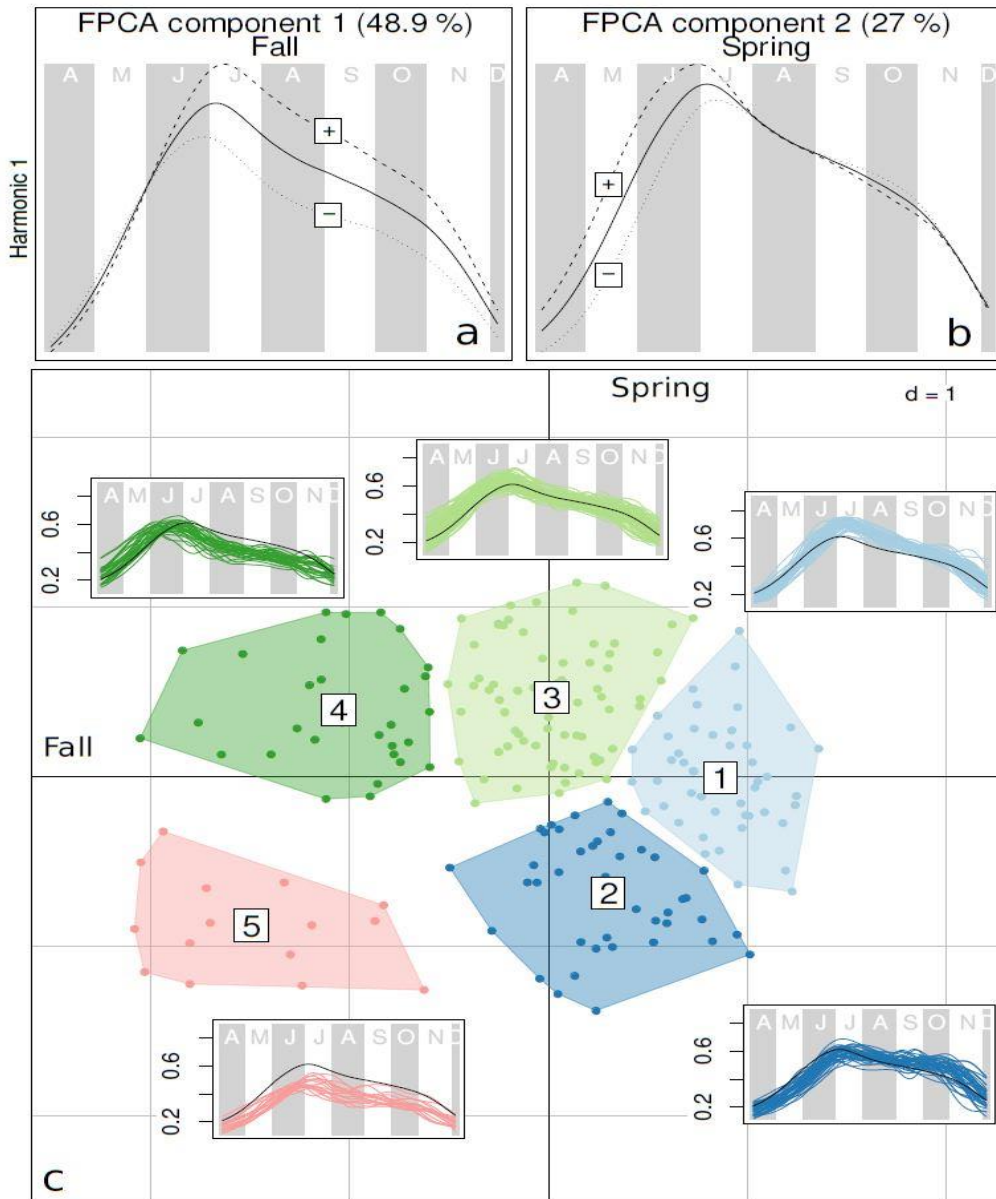 FPCA component 1 (48.9 %)
Fall
A M J J A S O N D
Harmonic 1
+
−
a
FPCA component 2 (27 %)
Spring
A M J J A S O N D
+
−
b
Spring
d = 1
A M J J A S O N D
0.6
0.2
A M J J A S O N D
0.6
0.2
A M J J A S O N D
0.6
0.2
4
3
Fall
1
2
5
A M J J A S O N D
0.6
0.2
A M J J A S O N D
0.6
0.2
c